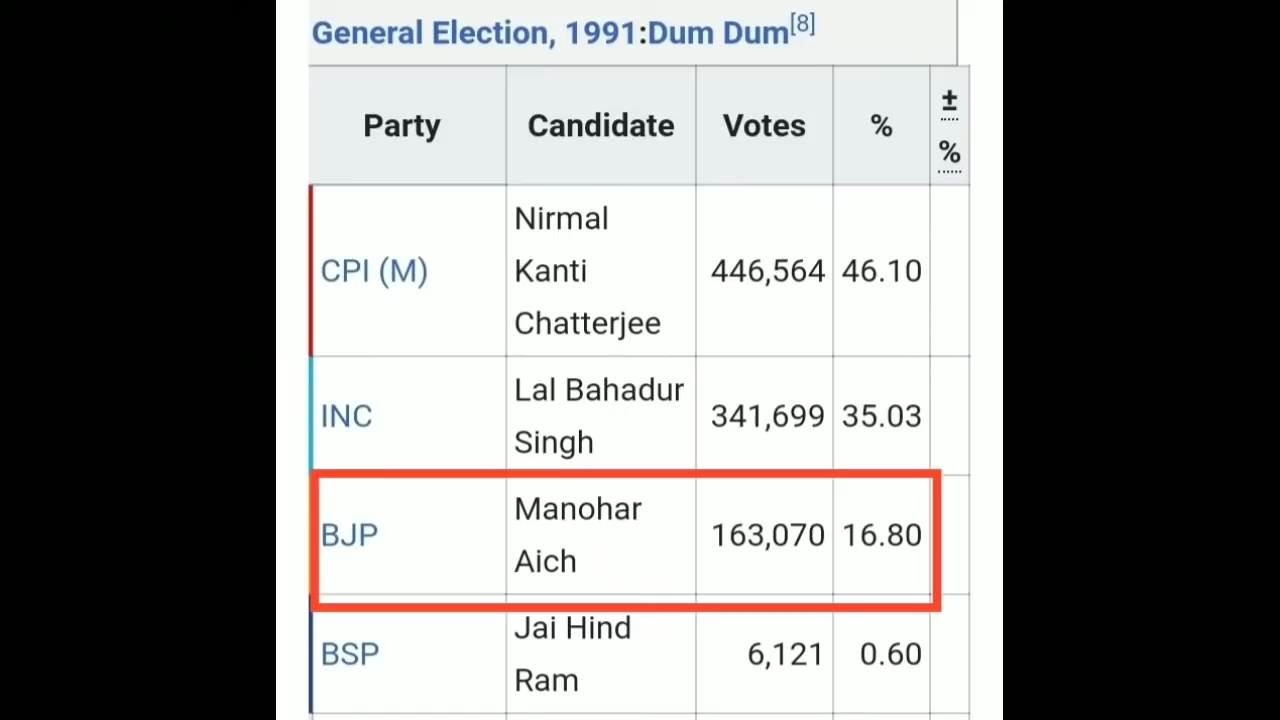 General Election, 1991:Dum Dum[8]
Party Candidate Votes % ± %
CPI (M) Nirmal Kanti Chatterjee 446,564 46.10
INC Lal Bahadur Singh 341,699 35.03
BJP Manohar Aich 163,070 16.80
BSP Jai Hind Ram 6,121 0.60